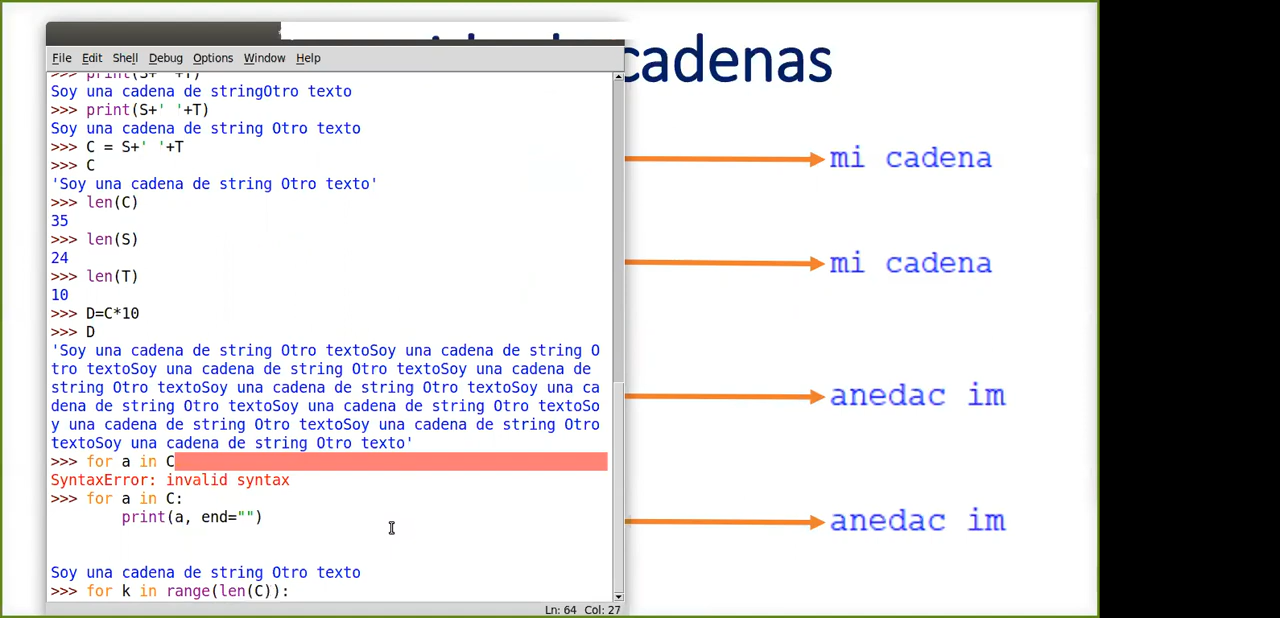 cadenas
File Edit Shell Debug Options Window Help
>>> print(S+' '+T)
Soy una cadena de stringOtro texto
>>> print(S+' '+T)
Soy una cadena de string Otro texto
>>> C = S+' '+T
>>> C
'Soy una cadena de string Otro texto'
>>> len(C)
35
>>> len(S)
24
>>> len(T)
10
>>> D=C*10
>>> D
'Soy una cadena de string Otro textoSoy una cadena de string O
tro textoSoy una cadena de string Otro textoSoy una cadena de
string Otro textoSoy una cadena de string Otro textoSoy una ca
dena de string Otro textoSoy una cadena de string Otro textoSo
y una cadena de string Otro textoSoy una cadena de string Otro
textoSoy una cadena de string Otro texto'
>>> for a in C
SyntaxError: invalid syntax
>>> for a in C:
print(a, end="")
Soy una cadena de string Otro texto
>>> for k in range(len(C)):
Ln: 64 Col: 27
mi cadena
mi cadena
anedac im
anedac im